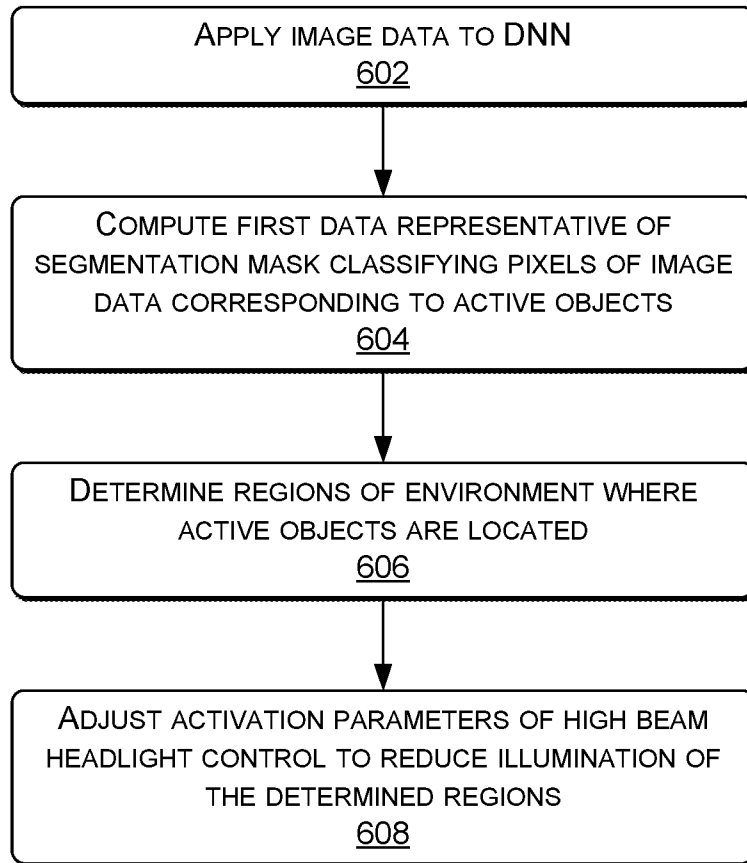 APPLY IMAGE DATA TO DNN
602
COMPUTE FIRST DATA REPRESENTATIVE OF
SEGMENTATION MASK CLASSIFYING PIXELS OF IMAGE
DATA CORRESPONDING TO ACTIVE OBJECTS
604
DETERMINE REGIONS OF ENVIRONMENT WHERE
ACTIVE OBJECTS ARE LOCATED
606
ADJUST ACTIVATION PARAMETERS OF HIGH BEAM
HEADLIGHT CONTROL TO REDUCE ILLUMINATION OF
THE DETERMINED REGIONS
608